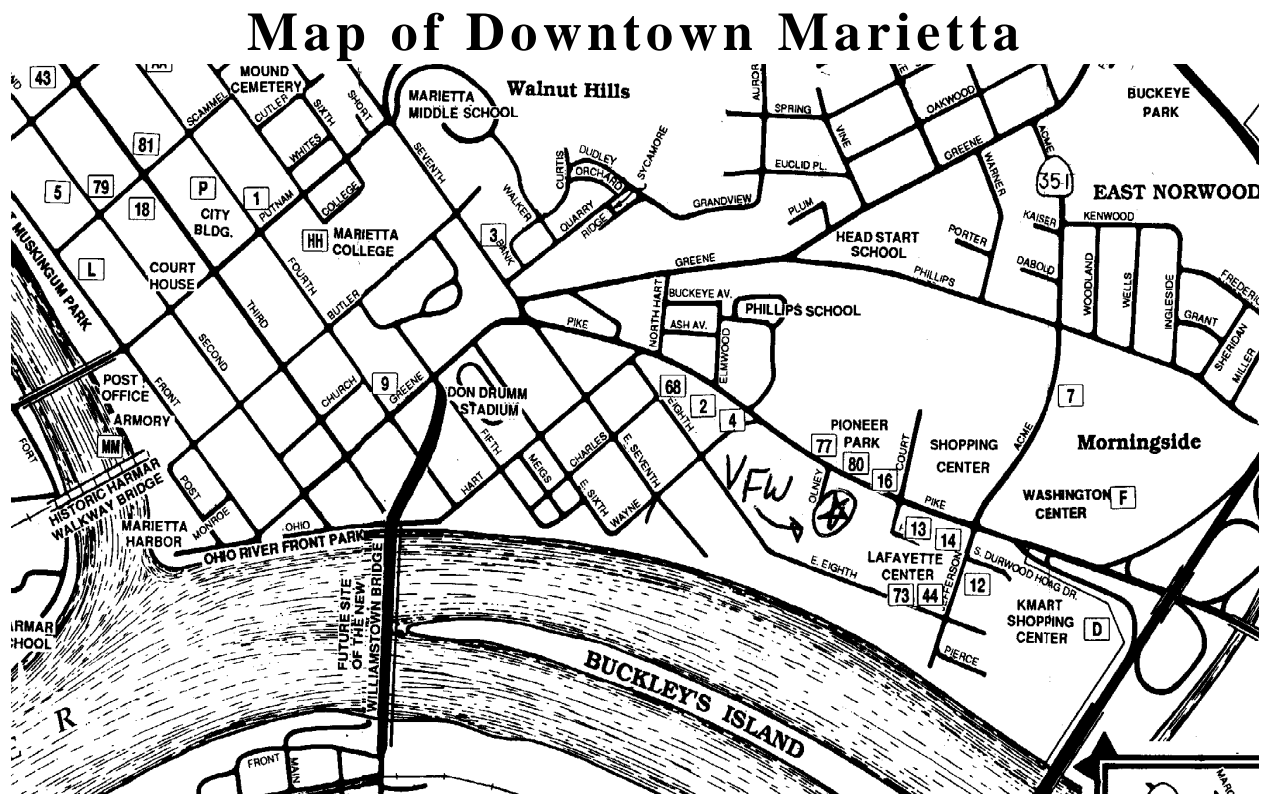 Map of Downtown Marietta
43
MOUND
CEMETERY
SCAMMEL
CUTLER
SIXTH
SHORT
WHITES
81
MARIETTA
MIDDLE SCHOOL
Walnut Hills
SEVENTH
SPRING
VINE
OAKWOOD
GREENE
ACME
BUCKEYE
PARK
5
79
18
P
1
PUTNAM
COLLEGE
CITY
BLDG.
HH
MARIETTA
COLLEGE
WALKER
CURTIS
DUDLEY
ORCHARD
SYCAMORE
QUARRY
RIDGE
GRANDVIEW
EUCLID PL.
PLUM
WARNER
351
EAST NORWOOD
KAISER
KENWOOD
3
MUSKINGUM PARK
L
COURT
HOUSE
FOURTH
BUTLER
THIRD
GREENE
HEAD START
SCHOOL
PHILLIPS
PORTER
DABOLD
WOODLAND
WELLS
INGLESIDE
GRANT
SHERIDAN
MILLER
NORTH HART
BUCKEYE AV.
ASH AV.
ELMWOOD
PHILLIPS SCHOOL
PIKE
SECOND
FRONT
POST
OFFICE
ARMORY
MM
FORT
HISTORIC HARMAR
WALKWAY BRIDGE
CHURCH
9
GREENE
DON DRUMM
STADIUM
FIFTH
MEIGS
CHARLES
E. SIXTH
E. SEVENTH
WAYNE
HART
68
EIGHTH
2
4
PIONEER
PARK
77
80
16
COURT
SHOPPING
CENTER
ACME
7
Morningside
WASHINGTON
CENTER
F
VFW
OLNEY
PIKE
13
14
LAFAYETTE
CENTER
73
44
E. EIGHTH
12
S. DURWOOD HOAG DR.
KMART
SHOPPING
CENTER
D
PIERCE
POST
MONROE
MARIETTA
HARBOR
OHIO
OHIO RIVER FRONT PARK
FUTURE SITE
OF THE NEW
WILLIAMSTOWN BRIDGE
BUCKLEY'S ISLAND
R
FRONT
MAIN